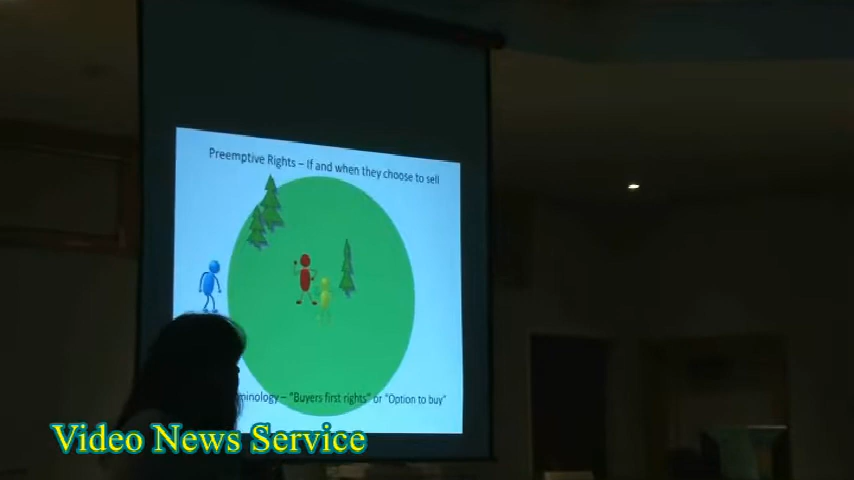 Preemptive Rights – If and when they choose to sell
minology – "Buyers first rights" or "Option to buy"
Video News Service